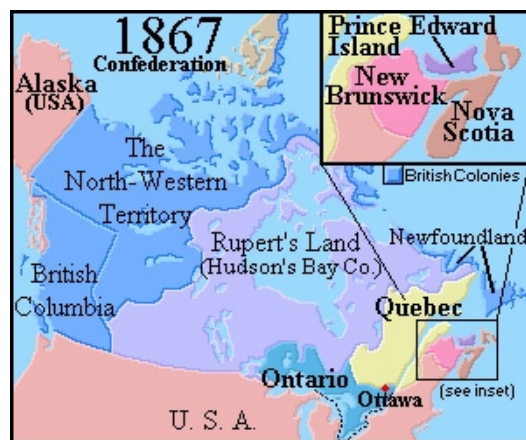 1867
Confederation
Alaska
(USA)
The
North-Western
Territory
British
Columbia
Rupert's Land
(Hudson's Bay Co.)
Prince Edward
Island
New
Brunswick
Nova
Scotia
British Colonies
Newfoundland
Quebec
Ontario
Ottawa
(see inset)
U. S. A.